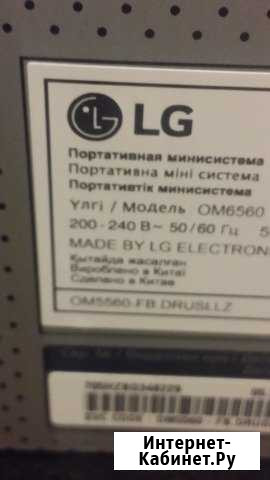 LG
Портативная минисистема
Портативна міні система
Портативтік минисистема
Үлгі / Модель OM6560
200-240 В~ 50/60 Гц
MADE BY LG ELECTRON
Қытайда жасалған
Вироблено в Китаї
Сделано в Китае
OM5560-FB.DRUSLLZ
Интернет-
Кабинет.Ру